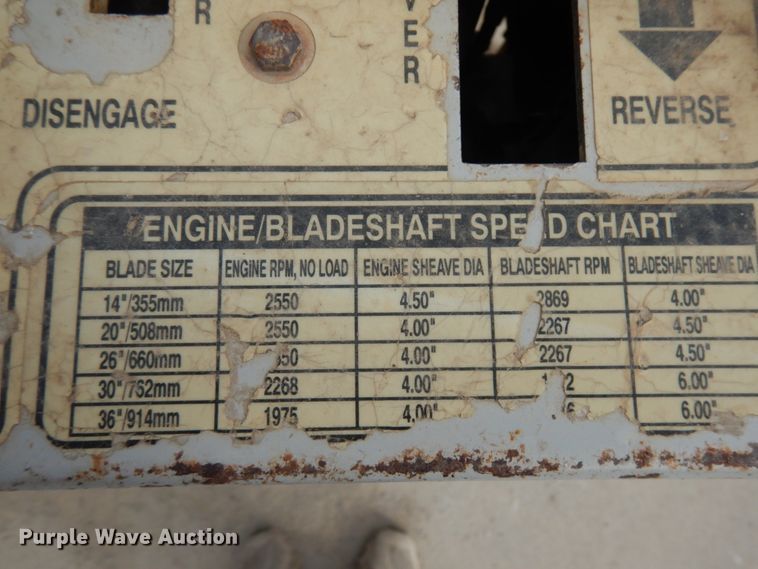 R
VER
DISENGAGE
REVERSE
ENGINE/BLADESHAFT SPEED CHART
BLADE SIZE ENGINE RPM, NO LOAD ENGINE SHEAVE DIA BLADESHAFT RPM BLADESHAFT SHEAVE DIA
14"/355mm 2550 4.50" 2869 4.00"
20"/508mm 2550 4.00" 2267 4.50"
26"/660mm 4.00" 2267 4.50"
30"/762mm 2268 4.00" 6.00"
36"/914mm 1975 4.00" 6.00"
Purple Wave Auction